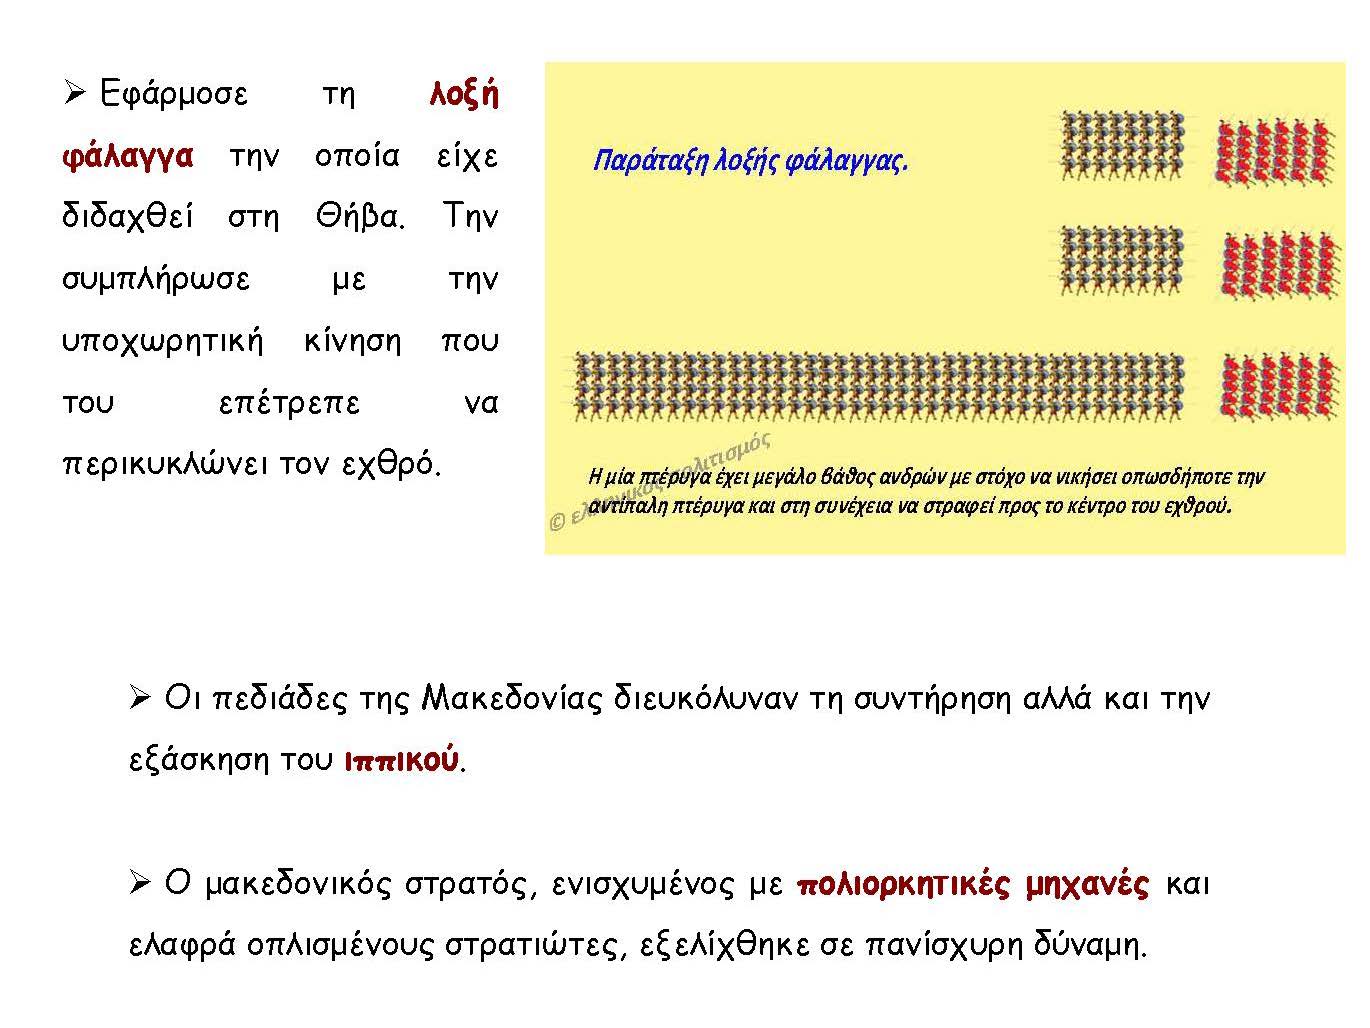 ➢ Εφάρμοσε τη λοξή
φάλαγγα την οποία είχε
διδαχθεί στη Θήβα. Την
συμπλήρωσε με την
υποχωρητική κίνηση που
του επέτρεπε να
περικυκλώνει τον εχθρό.
Παράταξη λοξής φάλαγγας.
Η μία πτέρυγα έχει μεγάλο βάθος ανδρών με στόχο να νικήσει οπωσδήποτε την
αντίπαλη πτέρυγα και στη συνέχεια να στραφεί προς το κέντρο του εχθρού.
© ελληνικός πολιτισμός
➢ Οι πεδιάδες της Μακεδονίας διευκόλυναν τη συντήρηση αλλά και την
εξάσκηση του ιππικού.
➢ Ο μακεδονικός στρατός, ενισχυμένος με πολιορκητικές μηχανές και
ελαφρά οπλισμένους στρατιώτες, εξελίχθηκε σε πανίσχυρη δύναμη.